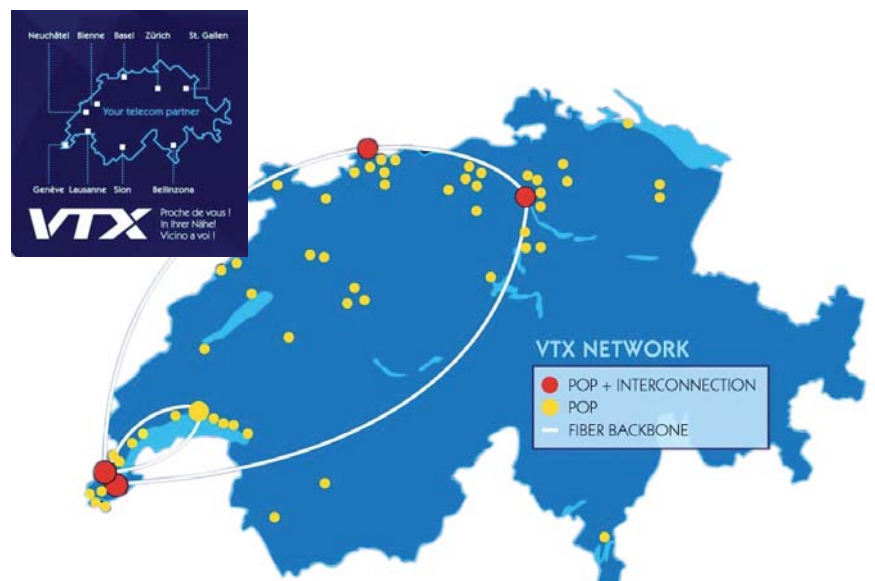 Neuchâtel Bienne Basel Zürich St. Gallen
Your telecom partner
Genève Lausanne Sion Bellinzona
VTX
Proche de vous !
In Ihrer Nähe!
Vicino a voi !
VTX NETWORK
POP + INTERCONNECTION
POP
FIBER BACKBONE